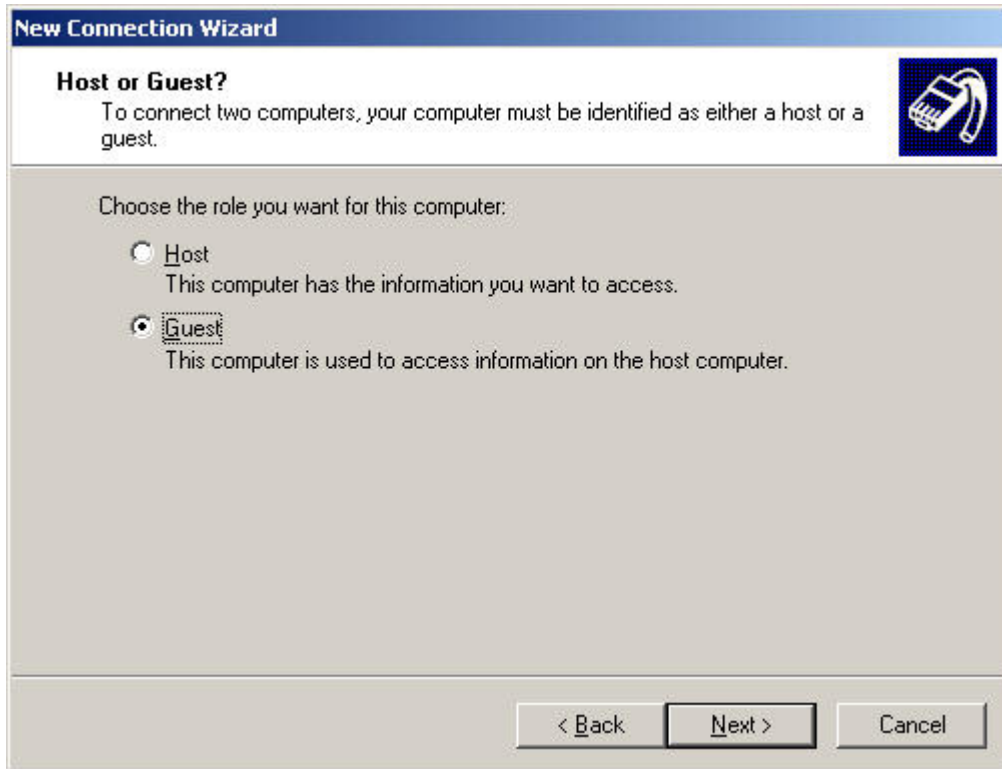 New Connection Wizard
Host or Guest?
To connect two computers, your computer must be identified as either a host or a
guest.
Choose the role you want for this computer:
Host
This computer has the information you want to access.
Guest
This computer is used to access information on the host computer.
< Back Next > Cancel